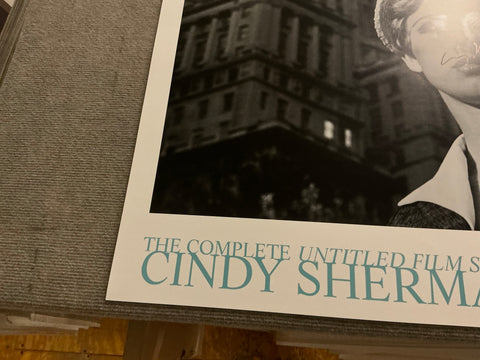 THE COMPLETE UNTITLED FILM S
CINDY SHERMA